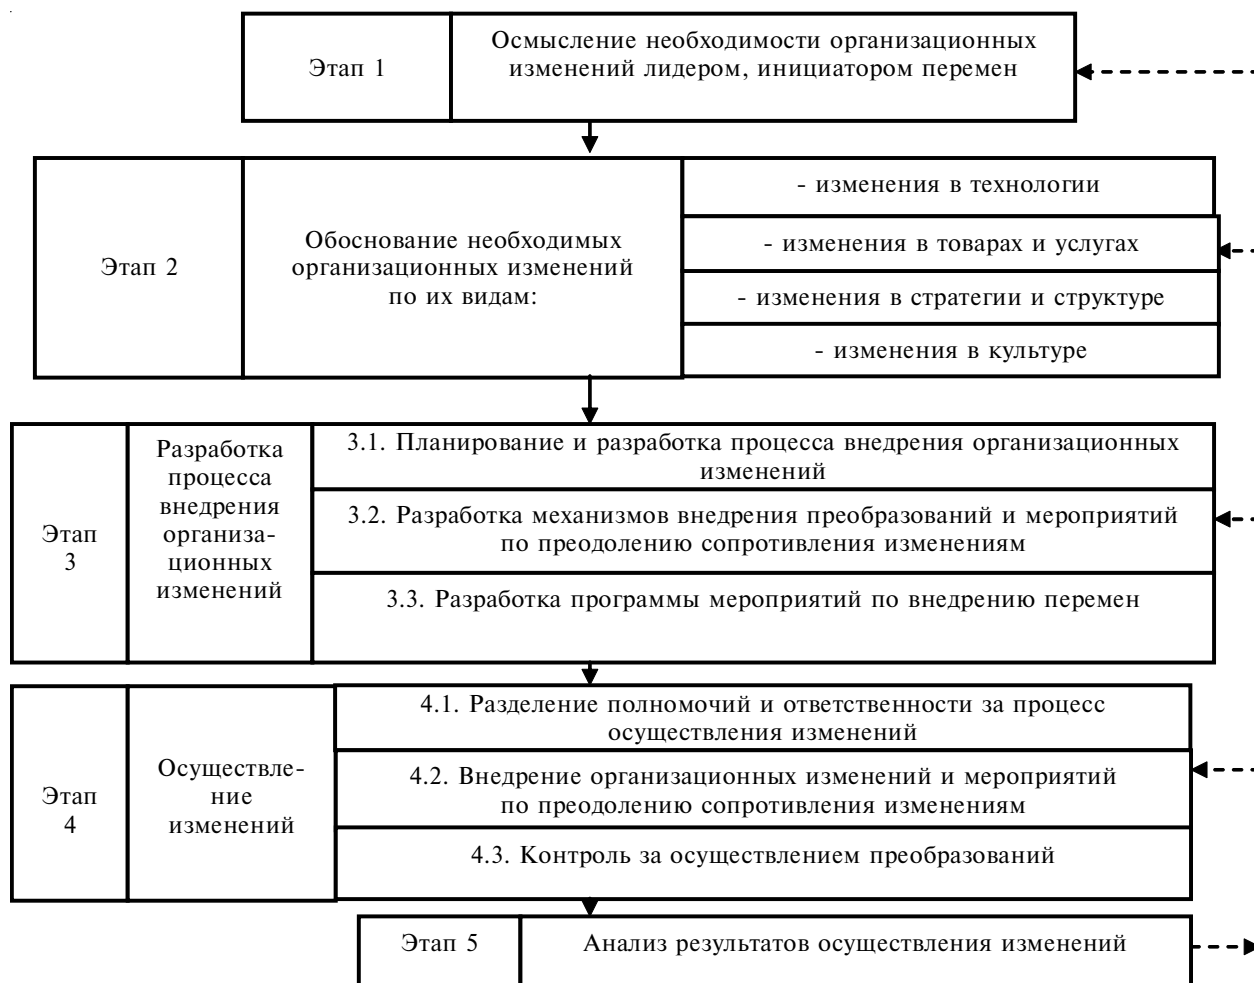 Этап 1
Осмысление необходимости организационных
изменений лидером, инициатором перемен
Этап 2
Обоснование необходимых
организационных изменений
по их видам:
- изменения в технологии
- изменения в товарах и услугах
- изменения в стратегии и структуре
- изменения в культуре
Этап
3
Разработка
процесса
внедрения
организа-
ционных
изменений
3.1. Планирование и разработка процесса внедрения организационных
изменений
3.2. Разработка механизмов внедрения преобразований и мероприятий
по преодолению сопротивления изменениям
3.3. Разработка программы мероприятий по внедрению перемен
Этап
4
Осуществле-
ние
изменений
4.1. Разделение полномочий и ответственности за процесс
осуществления изменений
4.2. Внедрение организационных изменений и мероприятий
по преодолению сопротивления изменениям
4.3. Контроль за осуществлением преобразований
Этап 5
Анализ результатов осуществления изменений